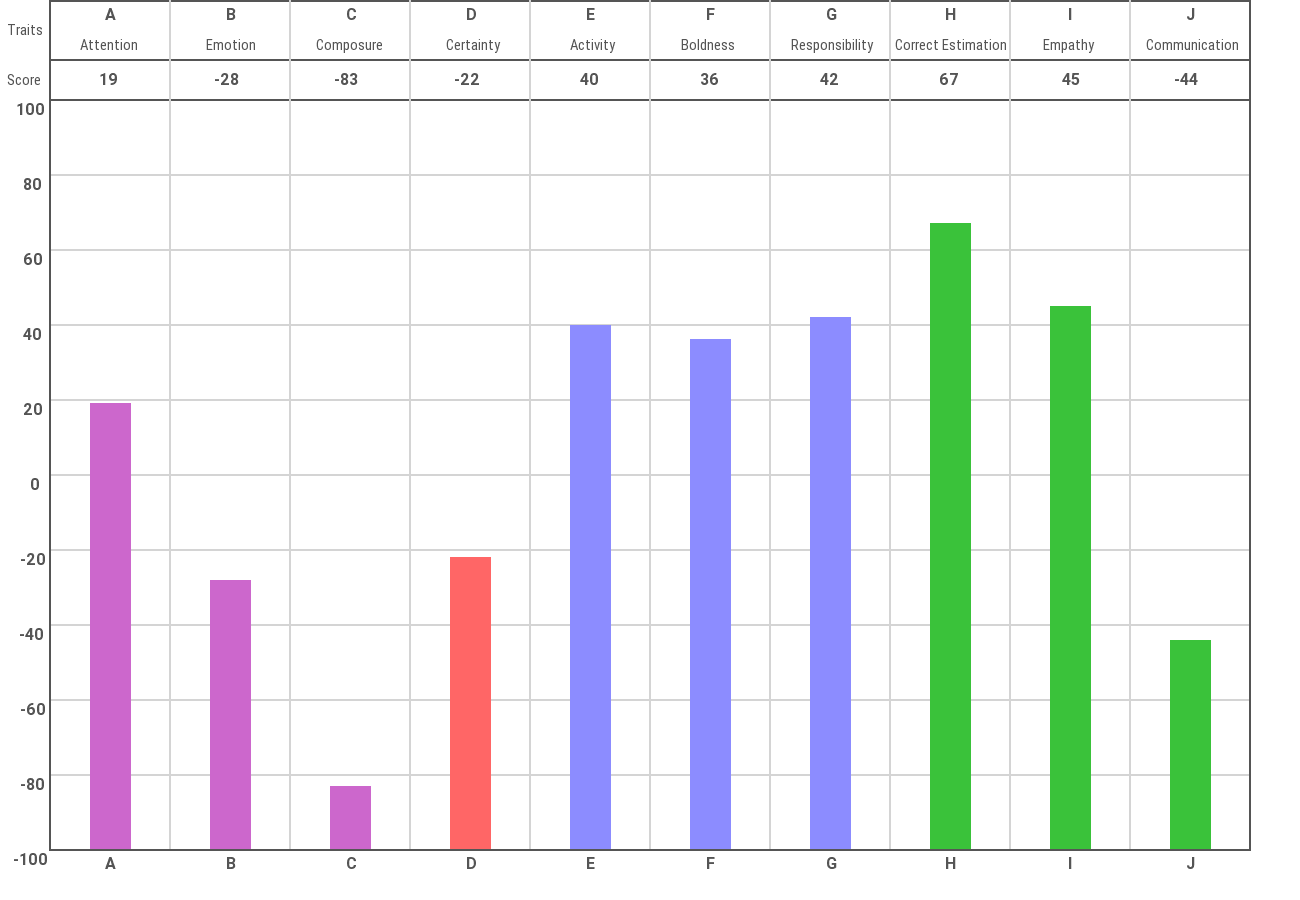 A B C D E F G H I J
Traits
Attention Emotion Composure Certainty Activity Boldness Responsibility Correct Estimation Empathy Communication
Score 19 -28 -83 -22 40 36 42 67 45 -44
100
80
60
40
20
0
-20
-40
-60
-80
-100
A B C D E F G H I J